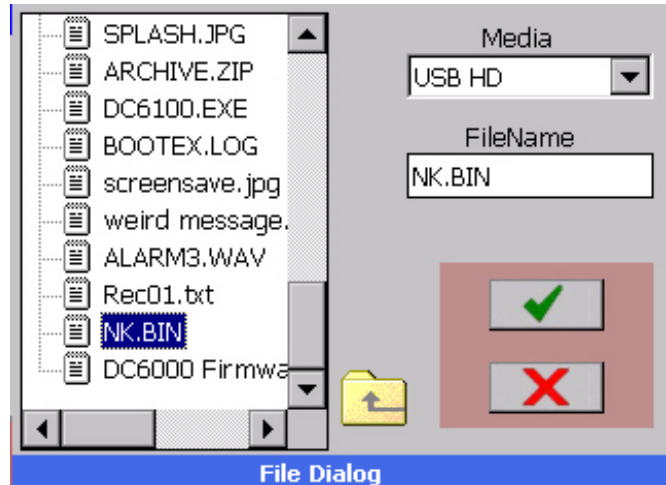 SPLASH.JPG
ARCHIVE.ZIP
DC6100.EXE
BOOTEX.LOG
screensave.jpg
weird message.
ALARM3.WAV
Rec01.txt
NK.BIN
DC6000 Firmwa
Media
USB HD
FileName
NK.BIN
File Dialog